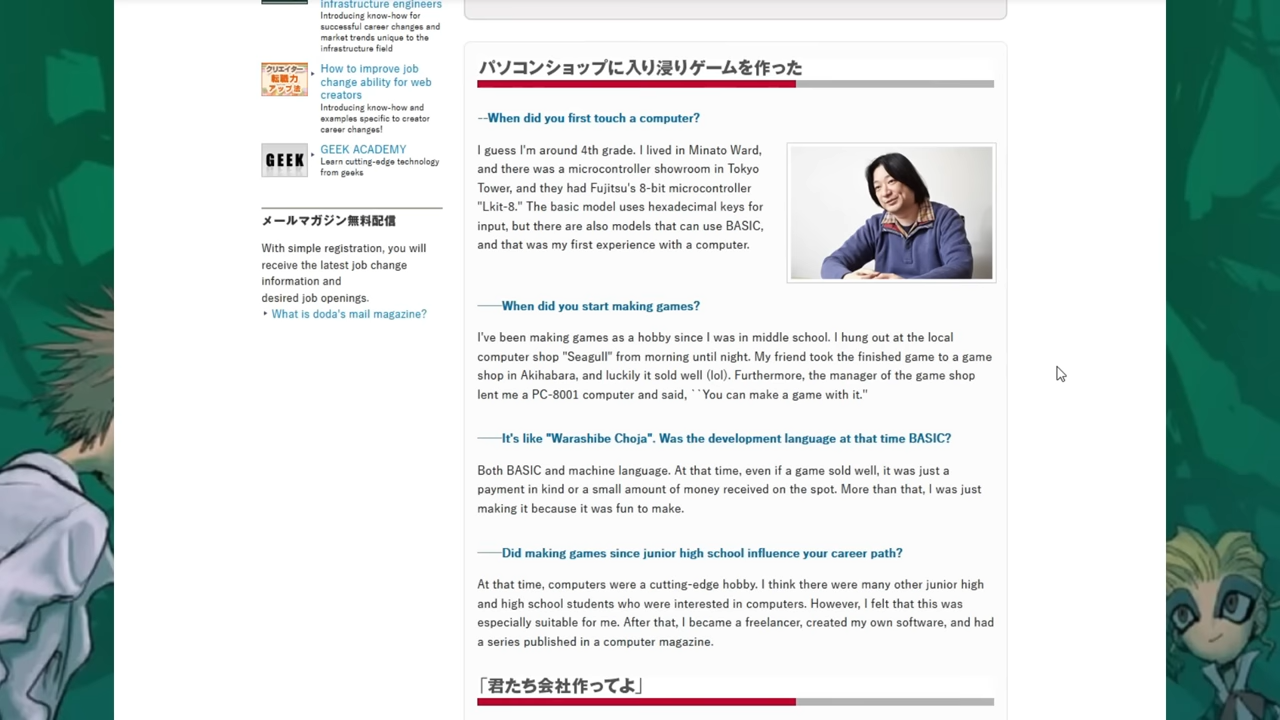 infrastructure engineers
Introducing know-how for
successful career changes and
market trends unique to the
infrastructure field
クリエイター
転職力
アップ法
How to improve job
change ability for web
creators
Introducing know-how and
examples specific to creator
career changes!
GEEK
GEEK ACADEMY
Learn cutting-edge technology
from geeks
メールマガジン無料配信
With simple registration, you will
receive the latest job change
information and
desired job openings.
What is doda's mail magazine?
パソコンショップに入り浸りゲームを作った
--When did you first touch a computer?
I guess I'm around 4th grade. I lived in Minato Ward,
and there was a microcontroller showroom in Tokyo
Tower, and they had Fujitsu's 8-bit microcontroller
"Lkit-8." The basic model uses hexadecimal keys for
input, but there are also models that can use BASIC,
and that was my first experience with a computer.
——When did you start making games?
I've been making games as a hobby since I was in middle school. I hung out at the local
computer shop "Seagull" from morning until night. My friend took the finished game to a game
shop in Akihabara, and luckily it sold well (lol). Furthermore, the manager of the game shop
lent me a PC-8001 computer and said, ``You can make a game with it.''
——It's like "Warashibe Choja". Was the development language at that time BASIC?
Both BASIC and machine language. At that time, even if a game sold well, it was just a
payment in kind or a small amount of money received on the spot. More than that, I was just
making it because it was fun to make.
——Did making games since junior high school influence your career path?
At that time, computers were a cutting-edge hobby. I think there were many other junior high
and high school students who were interested in computers. However, I felt that this was
especially suitable for me. After that, I became a freelancer, created my own software, and had
a series published in a computer magazine.
「君たち会社作ってよ」